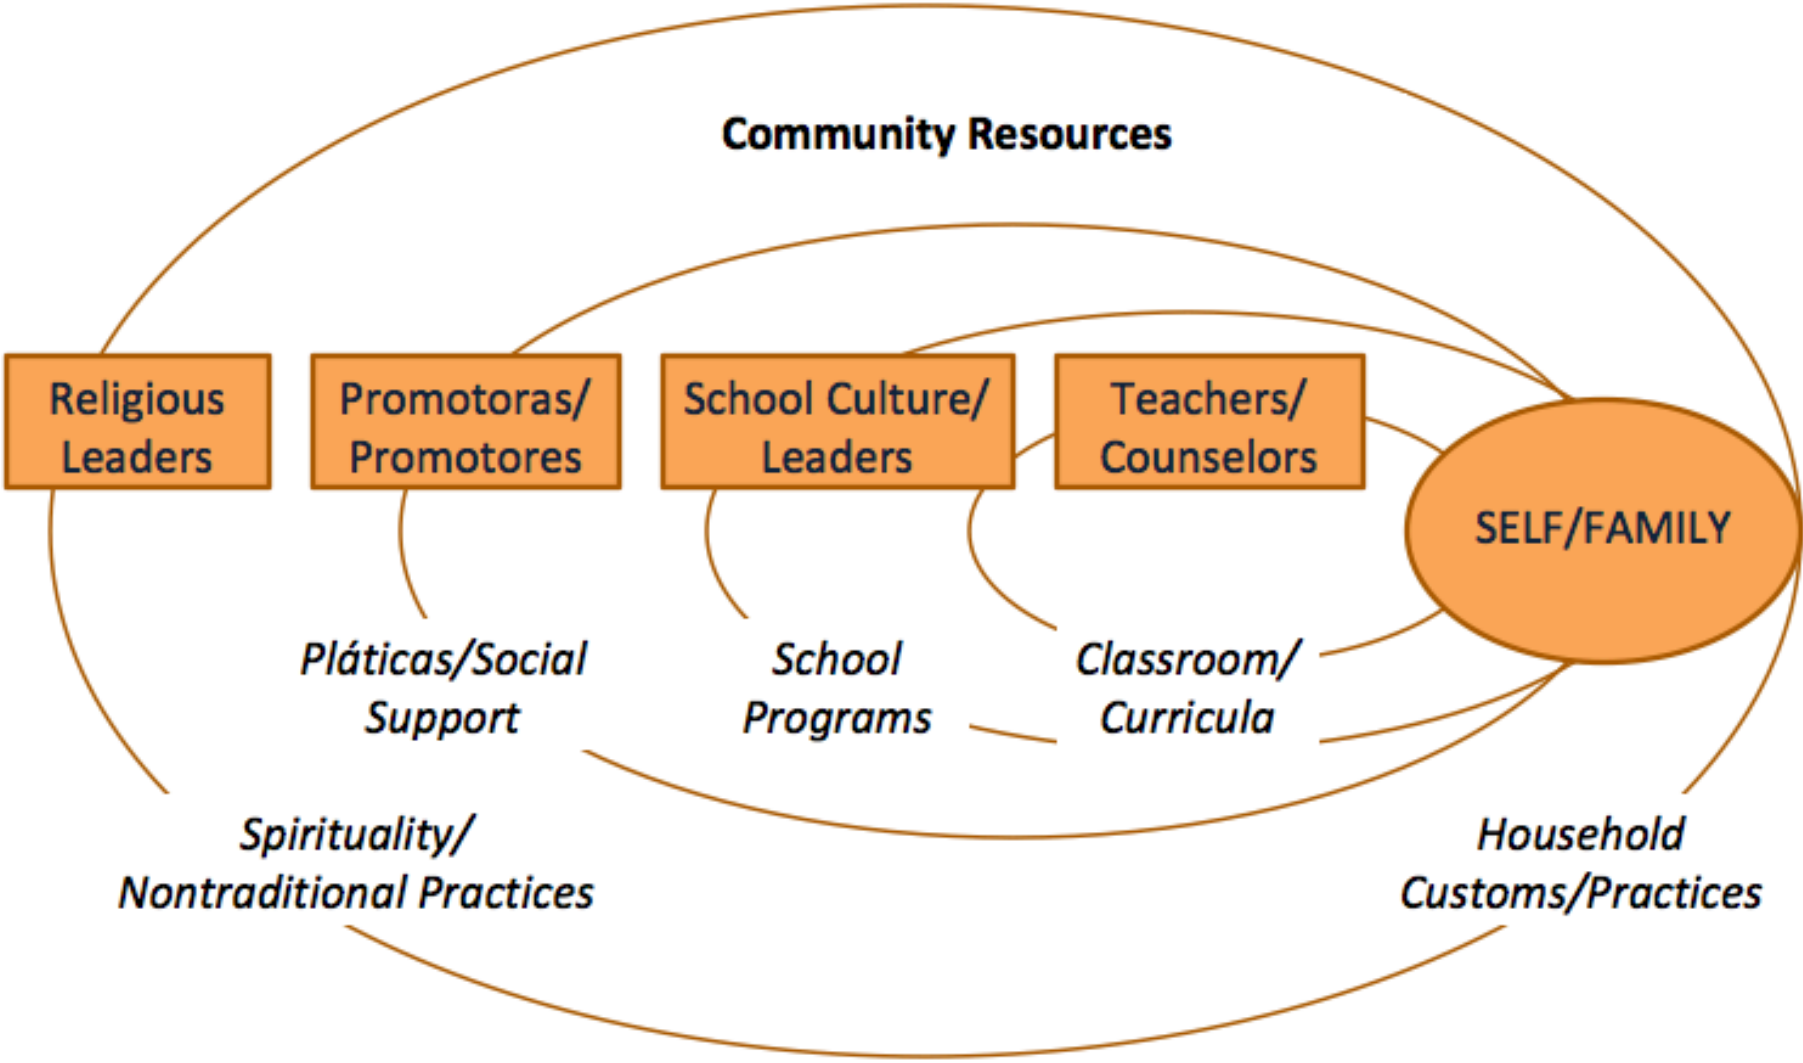 Community Resources
Religious
Leaders
Promotoras/
Promotores
School Culture/
Leaders
Teachers/
Counselors
SELF/FAMILY
Pláticas/Social
Support
School
Programs
Classroom/
Curricula
Spirituality/
Nontraditional Practices
Household
Customs/Practices